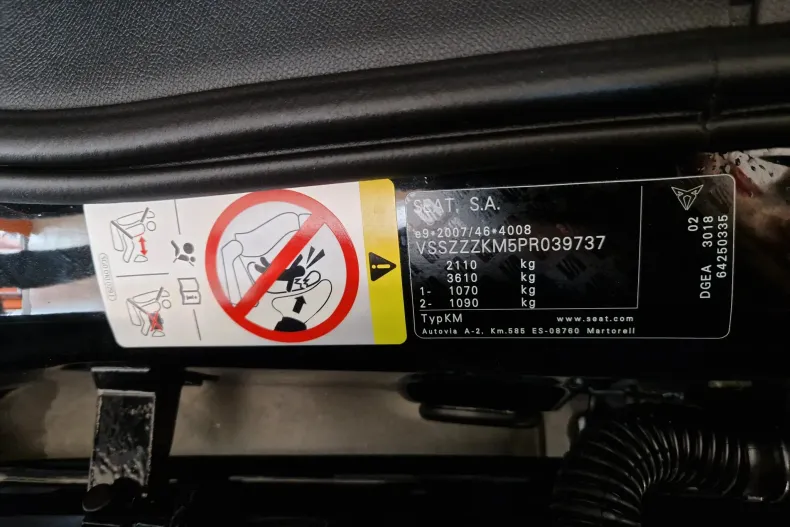 SEAT, S.A.
e9*2007/46*4008
VSSZZZKM5PR039737
2110 kg
3610 kg
1- 1070 kg
2- 1090 kg
TypKM www.seat.com
Autovia A-2, Km.585 ES-08760 Martorell
02
DGEA 3018
64250335